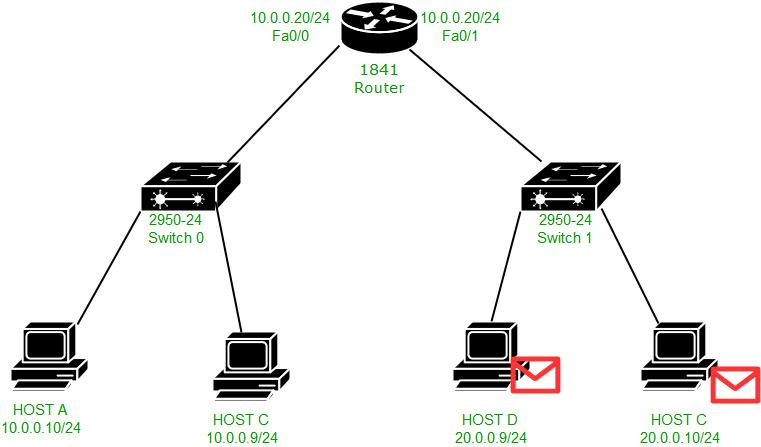 10.0.0.20/24
Fa0/0
10.0.0.20/24
Fa0/1
1841
Router
2950-24
Switch 0
2950-24
Switch 1
HOST A
10.0.0.10/24
HOST C
10.0.0.9/24
HOST D
20.0.0.9/24
HOST C
20.0.0.10/24